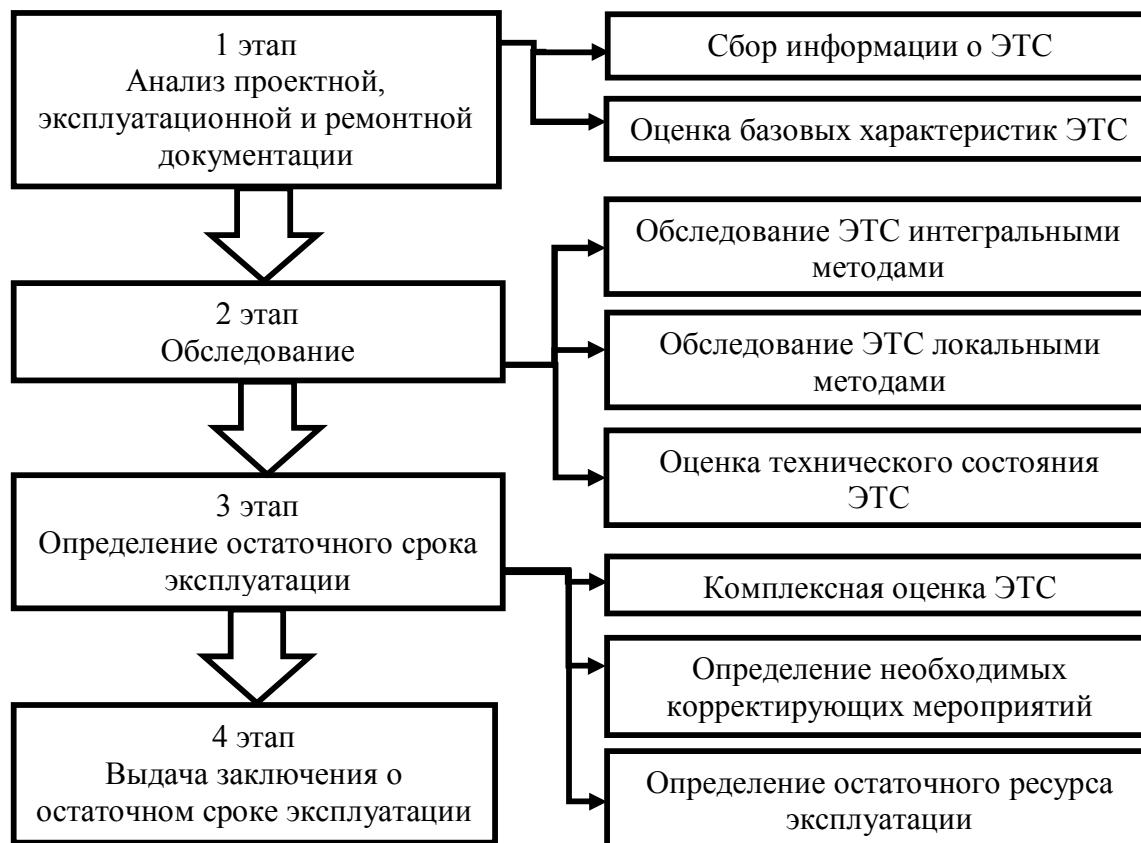 1 этап
Анализ проектной,
эксплуатационной и ремонтной
документации
Сбор информации о ЭТС
Оценка базовых характеристик ЭТС
2 этап
Обследование
Обследование ЭТС интегральными
методами
Обследование ЭТС локальными
методами
Оценка технического состояния
ЭТС
3 этап
Определение остаточного срока
эксплуатации
Комплексная оценка ЭТС
Определение необходимых
корректирующих мероприятий
Определение остаточного ресурса
эксплуатации
4 этап
Выдача заключения о
остаточном сроке эксплуатации